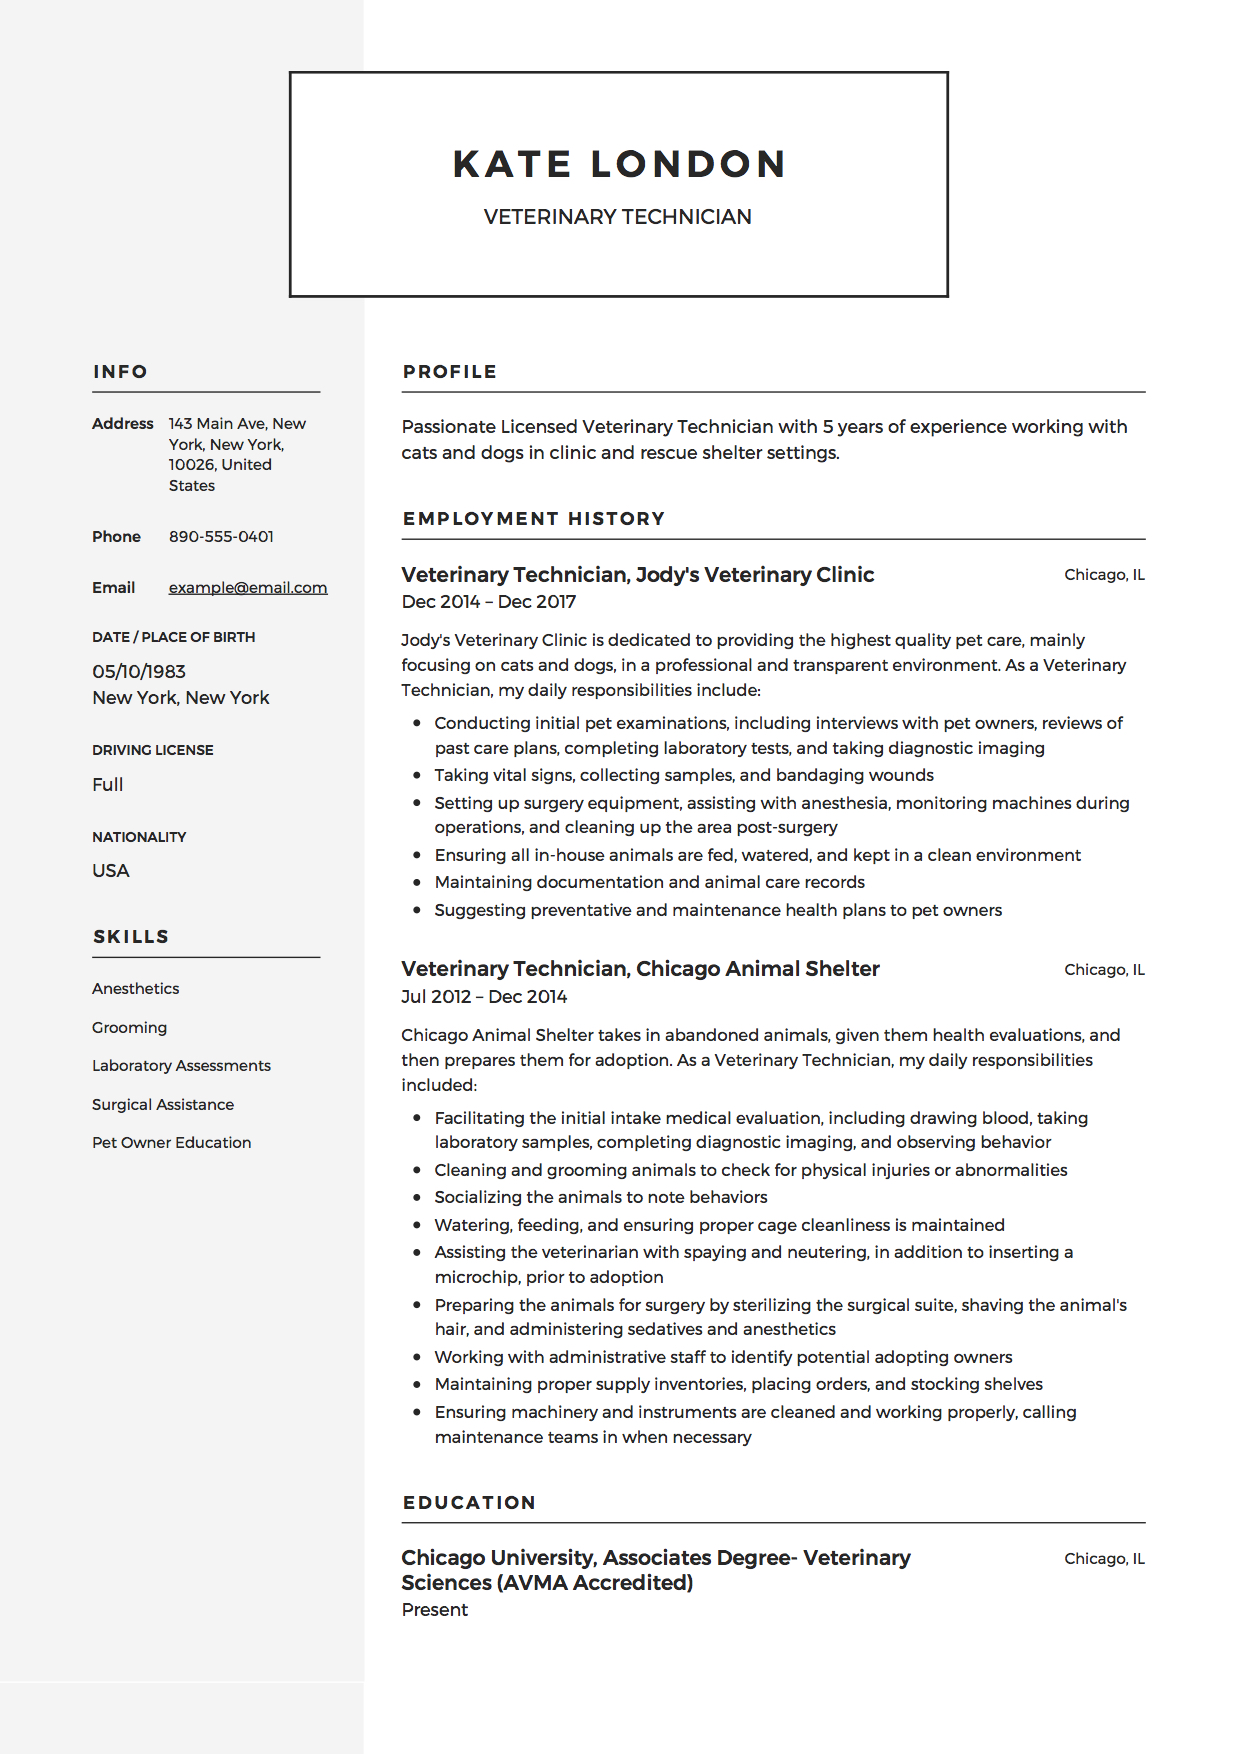 KATE LONDON
VETERINARY TECHNICIAN
INFO
Address 143 Main Ave, New
York, New York,
10026, United
States
Phone 890-555-0401
Email example@email.com
DATE / PLACE OF BIRTH
05/10/1983
New York, New York
DRIVING LICENSE
Full
NATIONALITY
USA
SKILLS
Anesthetics
Grooming
Laboratory Assessments
Surgical Assistance
Pet Owner Education
PROFILE
Passionate Licensed Veterinary Technician with 5 years of experience working with
cats and dogs in clinic and rescue shelter settings.
EMPLOYMENT HISTORY
Veterinary Technician, Jody's Veterinary Clinic Chicago, IL
Dec 2014 – Dec 2017
Jody's Veterinary Clinic is dedicated to providing the highest quality pet care, mainly
focusing on cats and dogs, in a professional and transparent environment. As a Veterinary
Technician, my daily responsibilities include:
• Conducting initial pet examinations, including interviews with pet owners, reviews of
past care plans, completing laboratory tests, and taking diagnostic imaging
• Taking vital signs, collecting samples, and bandaging wounds
• Setting up surgery equipment, assisting with anesthesia, monitoring machines during
operations, and cleaning up the area post-surgery
• Ensuring all in-house animals are fed, watered, and kept in a clean environment
• Maintaining documentation and animal care records
• Suggesting preventative and maintenance health plans to pet owners
Veterinary Technician, Chicago Animal Shelter Chicago, IL
Jul 2012 – Dec 2014
Chicago Animal Shelter takes in abandoned animals, given them health evaluations, and
then prepares them for adoption. As a Veterinary Technician, my daily responsibilities
included:
• Facilitating the initial intake medical evaluation, including drawing blood, taking
laboratory samples, completing diagnostic imaging, and observing behavior
• Cleaning and grooming animals to check for physical injuries or abnormalities
• Socializing the animals to note behaviors
• Watering, feeding, and ensuring proper cage cleanliness is maintained
• Assisting the veterinarian with spaying and neutering, in addition to inserting a
microchip, prior to adoption
• Preparing the animals for surgery by sterilizing the surgical suite, shaving the animal's
hair, and administering sedatives and anesthetics
• Working with administrative staff to identify potential adopting owners
• Maintaining proper supply inventories, placing orders, and stocking shelves
• Ensuring machinery and instruments are cleaned and working properly, calling
maintenance teams in when necessary
EDUCATION
Chicago University, Associates Degree- Veterinary Chicago, IL
Sciences (AVMA Accredited)
Present